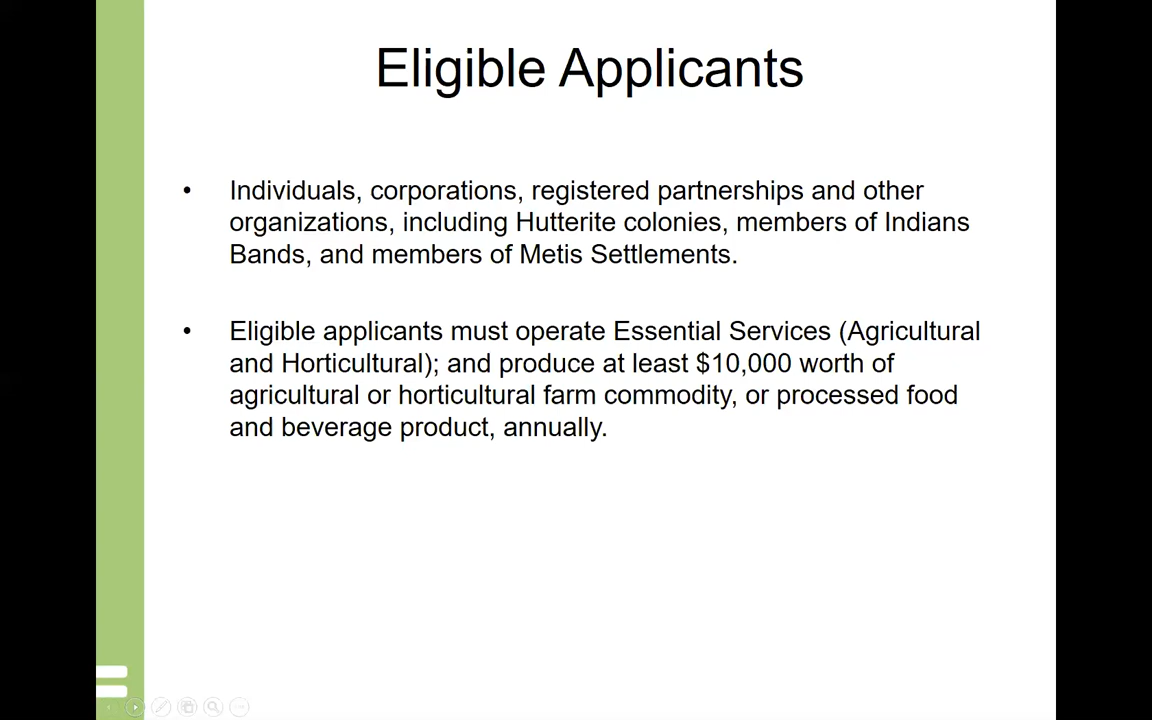 Eligible Applicants
• Individuals, corporations, registered partnerships and other
organizations, including Hutterite colonies, members of Indians
Bands, and members of Metis Settlements.
• Eligible applicants must operate Essential Services (Agricultural
and Horticultural); and produce at least $10,000 worth of
agricultural or horticultural farm commodity, or processed food
and beverage product, annually.